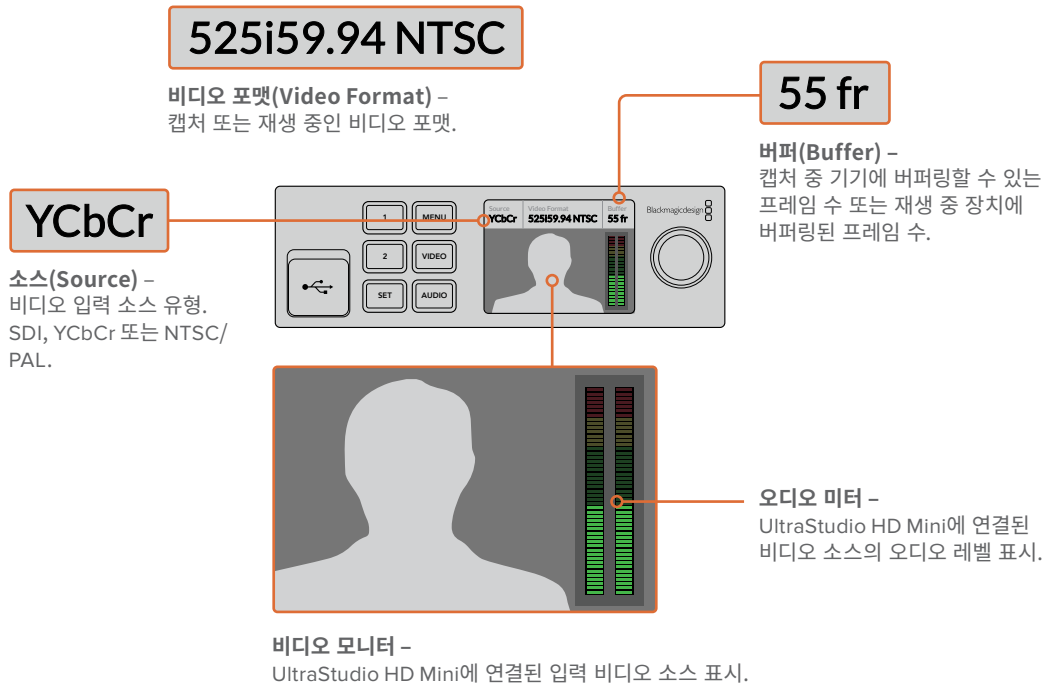 525i59.94 NTSC
비디오 포맷(Video Format) –
캡처 또는 재생 중인 비디오 포맷.
55 fr
버퍼(Buffer) –
캡처 중 기기에 버퍼링할 수 있는
프레임 수 또는 재생 중 장치에
버퍼링된 프레임 수.
YCbCr
소스(Source) –
비디오 입력 소스 유형.
SDI, YCbCr 또는 NTSC/
PAL.
1
MENU
2
VIDEO
SET
AUDIO
Source
YCbCr
Video Format
525I59.94 NTSC
Buffer
55 fr
Blackmagicdesign
오디오 미터 –
UltraStudio HD Mini에 연결된
비디오 소스의 오디오 레벨 표시.
비디오 모니터 –
UltraStudio HD Mini에 연결된 입력 비디오 소스 표시.